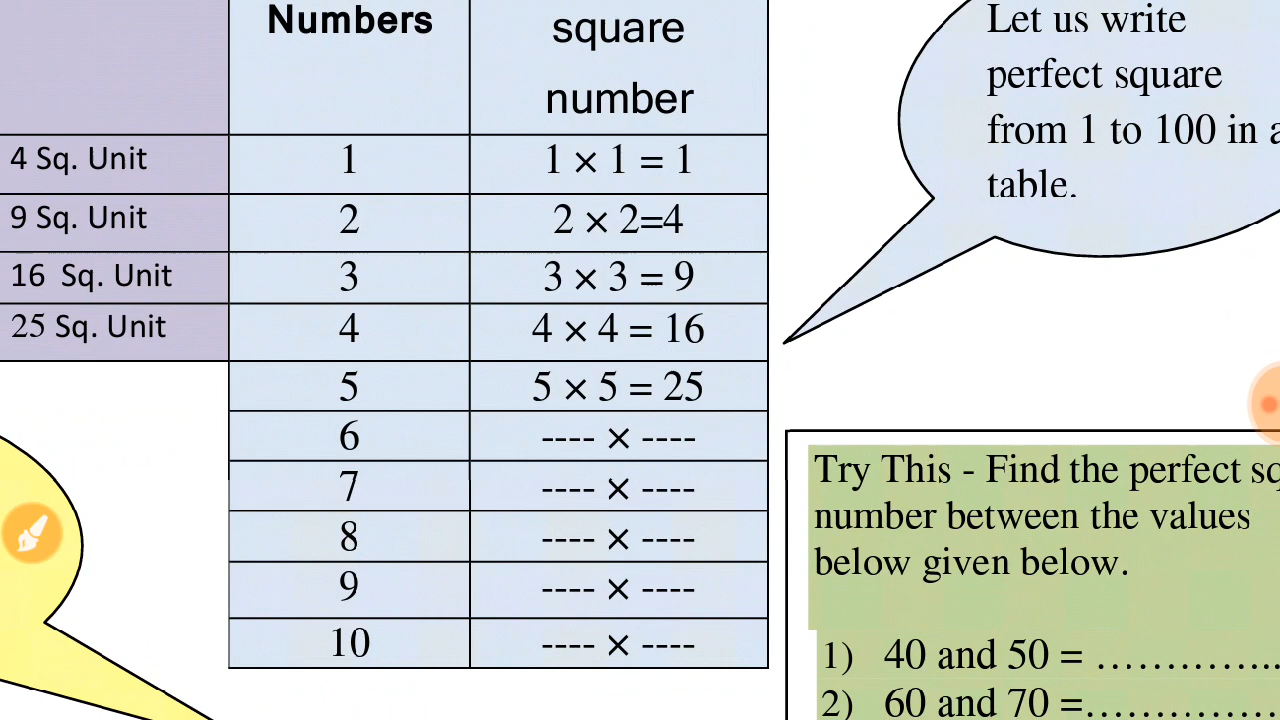 Numbers
square
number
4 Sq. Unit 1 1 × 1 = 1
9 Sq. Unit 2 2 × 2=4
16 Sq. Unit 3 3 × 3 = 9
25 Sq. Unit 4 4 × 4 = 16
5 5 × 5 = 25
6 ---- × ----
7 ---- × ----
8 ---- × ----
9 ---- × ----
10 ---- × ----
Let us write
perfect square
from 1 to 100 in a
table.
Try This - Find the perfect sq
number between the values
below given below.
1) 40 and 50 = …………...
2) 60 and 70 =……………